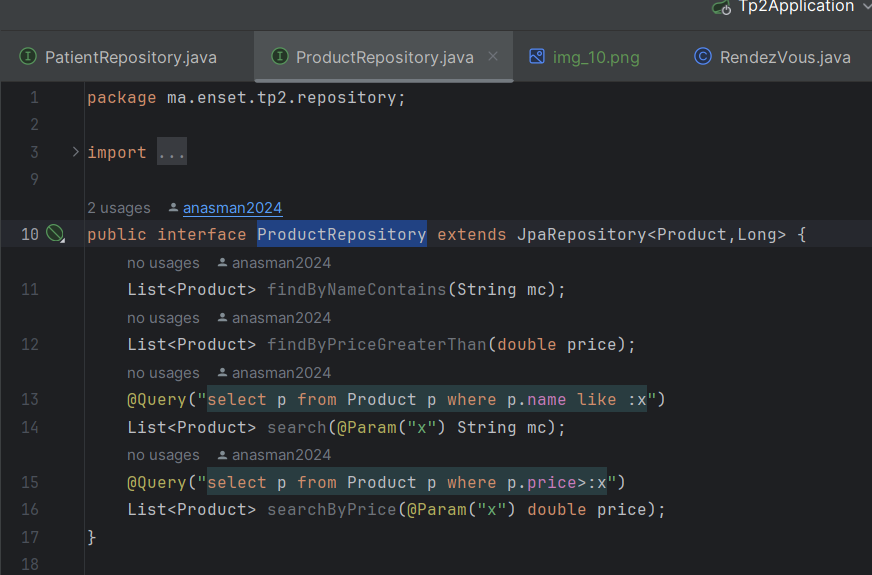 Tp2Application
PatientRepository.java ProductRepository.java img_10.png RendezVous.java
1 package ma.enset.tp2.repository;
2
3 import ...
9
2 usages anasman2024
10 public interface ProductRepository extends JpaRepository<Product,Long> {
no usages anasman2024
11 List<Product> findByNameContains(String mc);
no usages anasman2024
12 List<Product> findByPriceGreaterThan(double price);
no usages anasman2024
13 @Query("select p from Product p where p.name like :x")
14 List<Product> search(@Param("x") String mc);
no usages anasman2024
15 @Query("select p from Product p where p.price>:x")
16 List<Product> searchByPrice(@Param("x") double price);
17 }
18